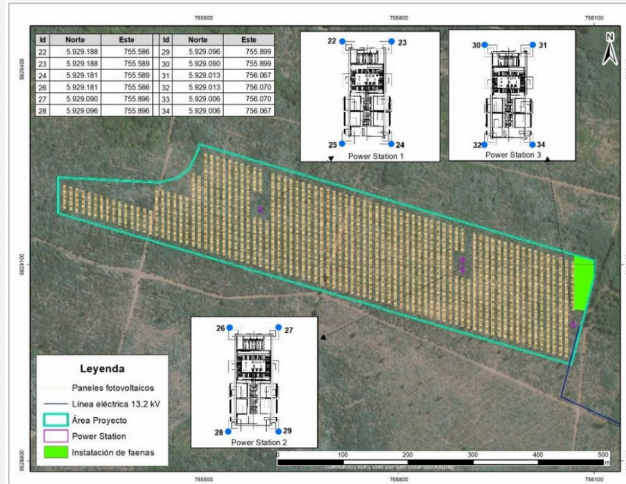 755500 755800 756100
Id Norte Este Id Norte Este
22 5.929.188 755.586 29 5.929.096 755.899
23 5.929.188 755.589 30 5.929.090 755.899
24 5.929.181 755.589 31 5.929.013 756.067
26 5.929.181 755.586 32 5.929.013 756.070
27 5.929.090 755.896 33 5.929.006 756.070
28 5.929.096 755.896 34 5.929.006 756.067
22 23
25 24
Power Station 1
30 31
32 34
Power Station 3
N
5929400
5929100
5928800
26 27
28 29
Power Station 2
Leyenda
Paneles fotovoltaicos
Línea eléctrica 13,2 kV
Área Proyecto
Power Station
Instalación de faenas
0 100 200 300 400 500
m
755500 755800 756100